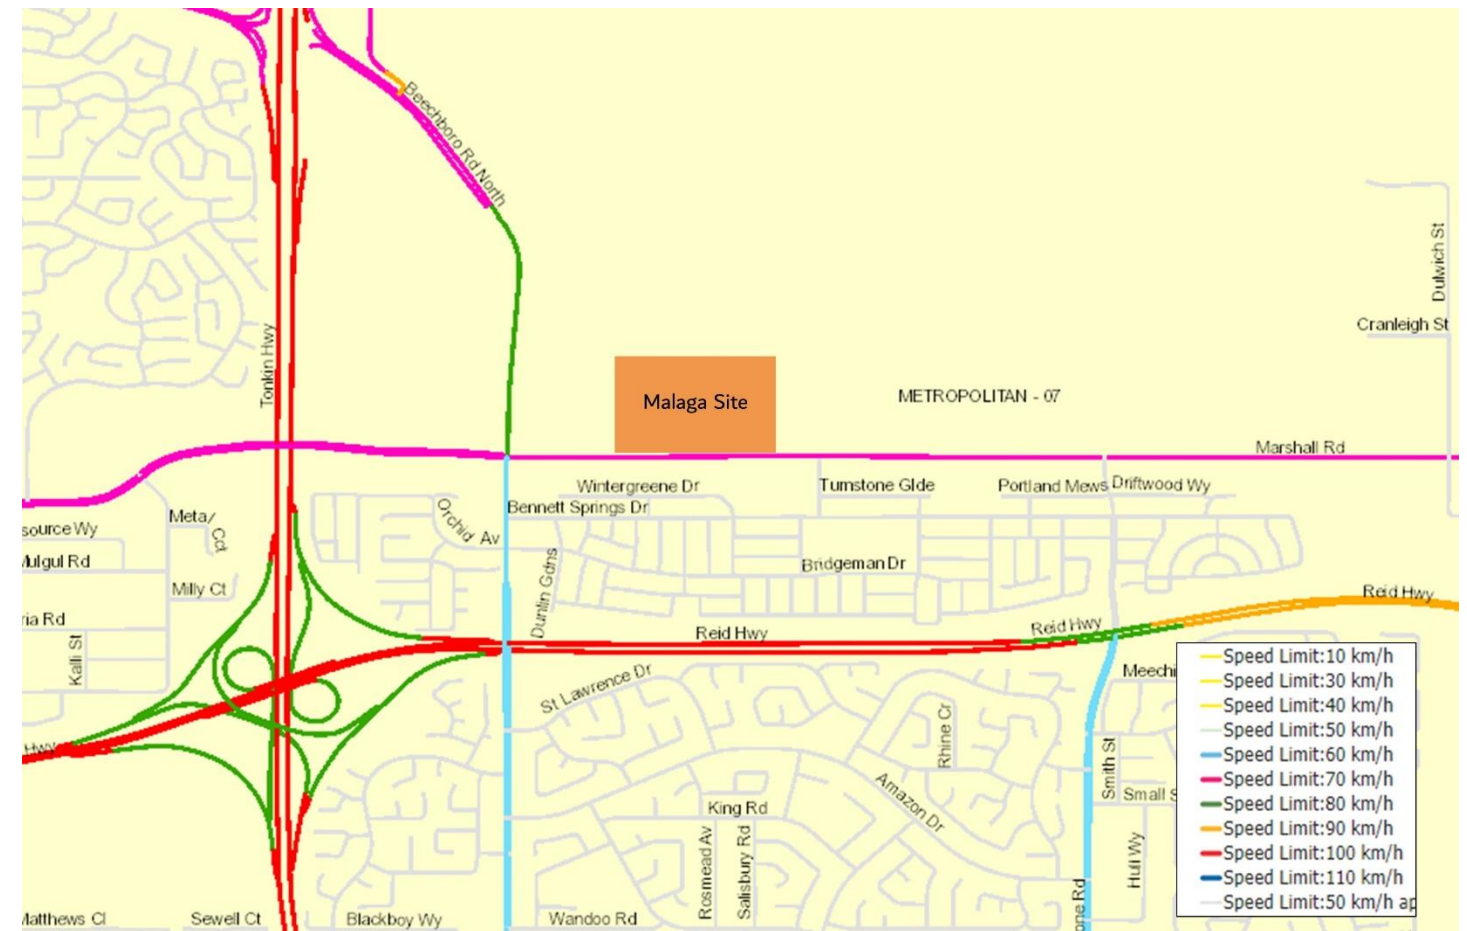 Beechboro Rd North
Dulwich St
Cranleigh St
Tonkin Hwy
Malaga Site
METROPOLITAN - 07
Marshall Rd
Wintergreene Dr
Turnstone Glde
Portland Mews
Driftwood Wy
Bennett Springs Dr
Orchid Av
source Wy
Meta/
Cct
Mulgul Rd
Bridgeman Dr
Milly Ct
Dunlin Gdns
Reid Hwy
ria Rd
Reid Hwy
Reid Hwy
Kalli St
St Lawrence Dr
Meechi
Hwy
Rhine Cr
Smith St
Amazon Dr
King Rd
Small S
Rosmead Av
Salisbury Rd
Hull Wy
one Rd
Matthews Cl
Sewell Ct
Blackboy Wy
Wandoo Rd
Speed Limit:10 km/h
Speed Limit:30 km/h
Speed Limit:40 km/h
Speed Limit:50 km/h
Speed Limit:60 km/h
Speed Limit:70 km/h
Speed Limit:80 km/h
Speed Limit:90 km/h
Speed Limit:100 km/h
Speed Limit:110 km/h
Speed Limit:50 km/h ap